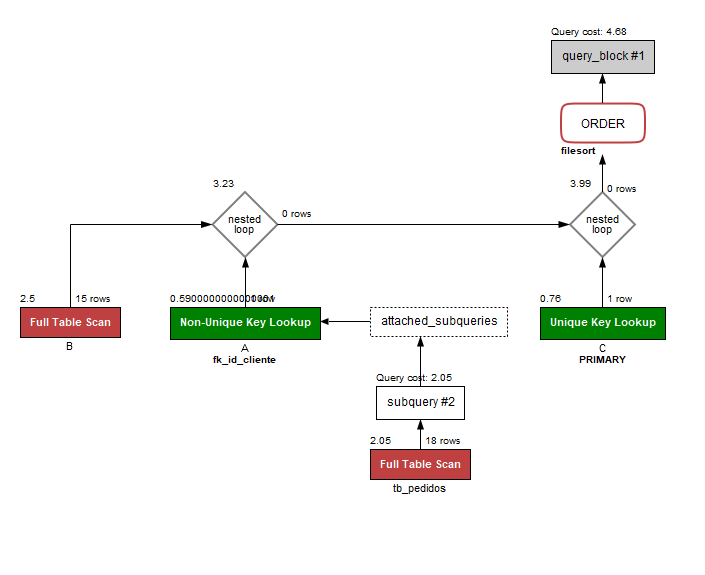 Query cost: 4.68
query_block #1
ORDER
filesort
3.23
3.99
0 rows
nested
loop
0 rows
nested
loop
2.5
15 rows
1 row
0.76
1 row
Full Table Scan
Non-Unique Key Lookup
attached_subqueries
Unique Key Lookup
B
A
fk_id_cliente
C
PRIMARY
Query cost: 2.05
subquery #2
2.05
18 rows
Full Table Scan
tb_pedidos